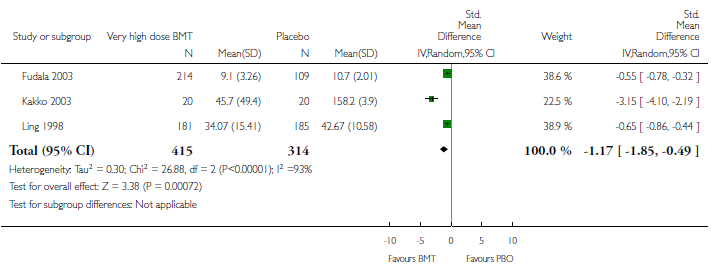 Std.
Mean
Difference
Std.
Mean
Difference
Study or subgroup Very high dose BMT Placebo Weight
N Mean(SD) N Mean(SD) IV,Random,95% CI IV,Random,95% CI
Fudala 2003 214 9.1 (3.26) 109 10.7 (2.01) 38.6 % -0.55 [ -0.78, -0.32 ]
Kakko 2003 20 45.7 (49.4) 20 158.2 (3.9) 22.5 % -3.15 [ -4.10, -2.19 ]
Ling 1998 181 34.07 (15.41) 185 42.67 (10.58) 38.9 % -0.65 [ -0.86, -0.44 ]
Total (95% CI) 415 314 100.0 % -1.17 [ -1.85, -0.49 ]
Heterogeneity: Tau² = 0.30; Chi² = 26.88, df = 2 (P<0.00001); I² =93%
Test for overall effect: Z = 3.38 (P = 0.00072)
Test for subgroup differences: Not applicable
-10 -5 0 5 10
Favours BMT Favours PBO